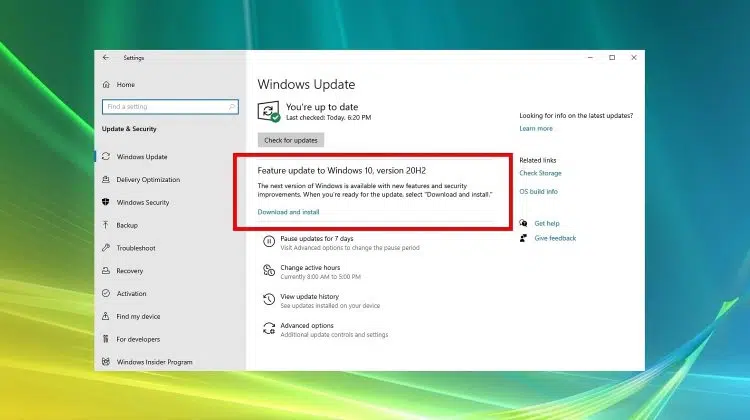 Settings
Home
Find a setting
Update & Security
Windows Update
Delivery Optimization
Windows Security
Backup
Troubleshoot
Recovery
Activation
Find my device
For developers
Windows Insider Program
Windows Update
You're up to date
Last checked: Today, 6:20 PM
Check for updates
Feature update to Windows 10, version 20H2
The next version of Windows is available with new features and security
improvements. When you're ready for the update, select "Download and install."
Download and install
Pause updates for 7 days
Visit Advanced options to change the pause period
Change active hours
Currently 8:00 AM to 5:00 PM
View update history
See updates installed on your device
Advanced options
Additional update controls and settings
Looking for info on the latest updates?
Learn more
Related links
Check Storage
OS build info
Get help
Give feedback